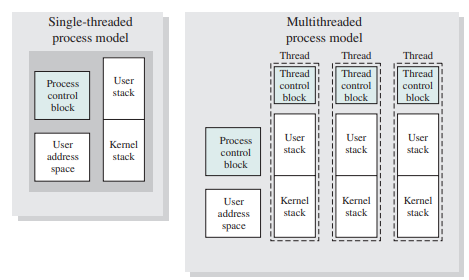 Single-threaded
process model
Process
control
block
User
stack
User
address
space
Kernel
stack
Multithreaded
process model
Thread
Thread
Thread
Thread
control
block
Thread
control
block
Thread
control
block
Process
control
block
User
stack
User
stack
User
stack
User
address
space
Kernel
stack
Kernel
stack
Kernel
stack